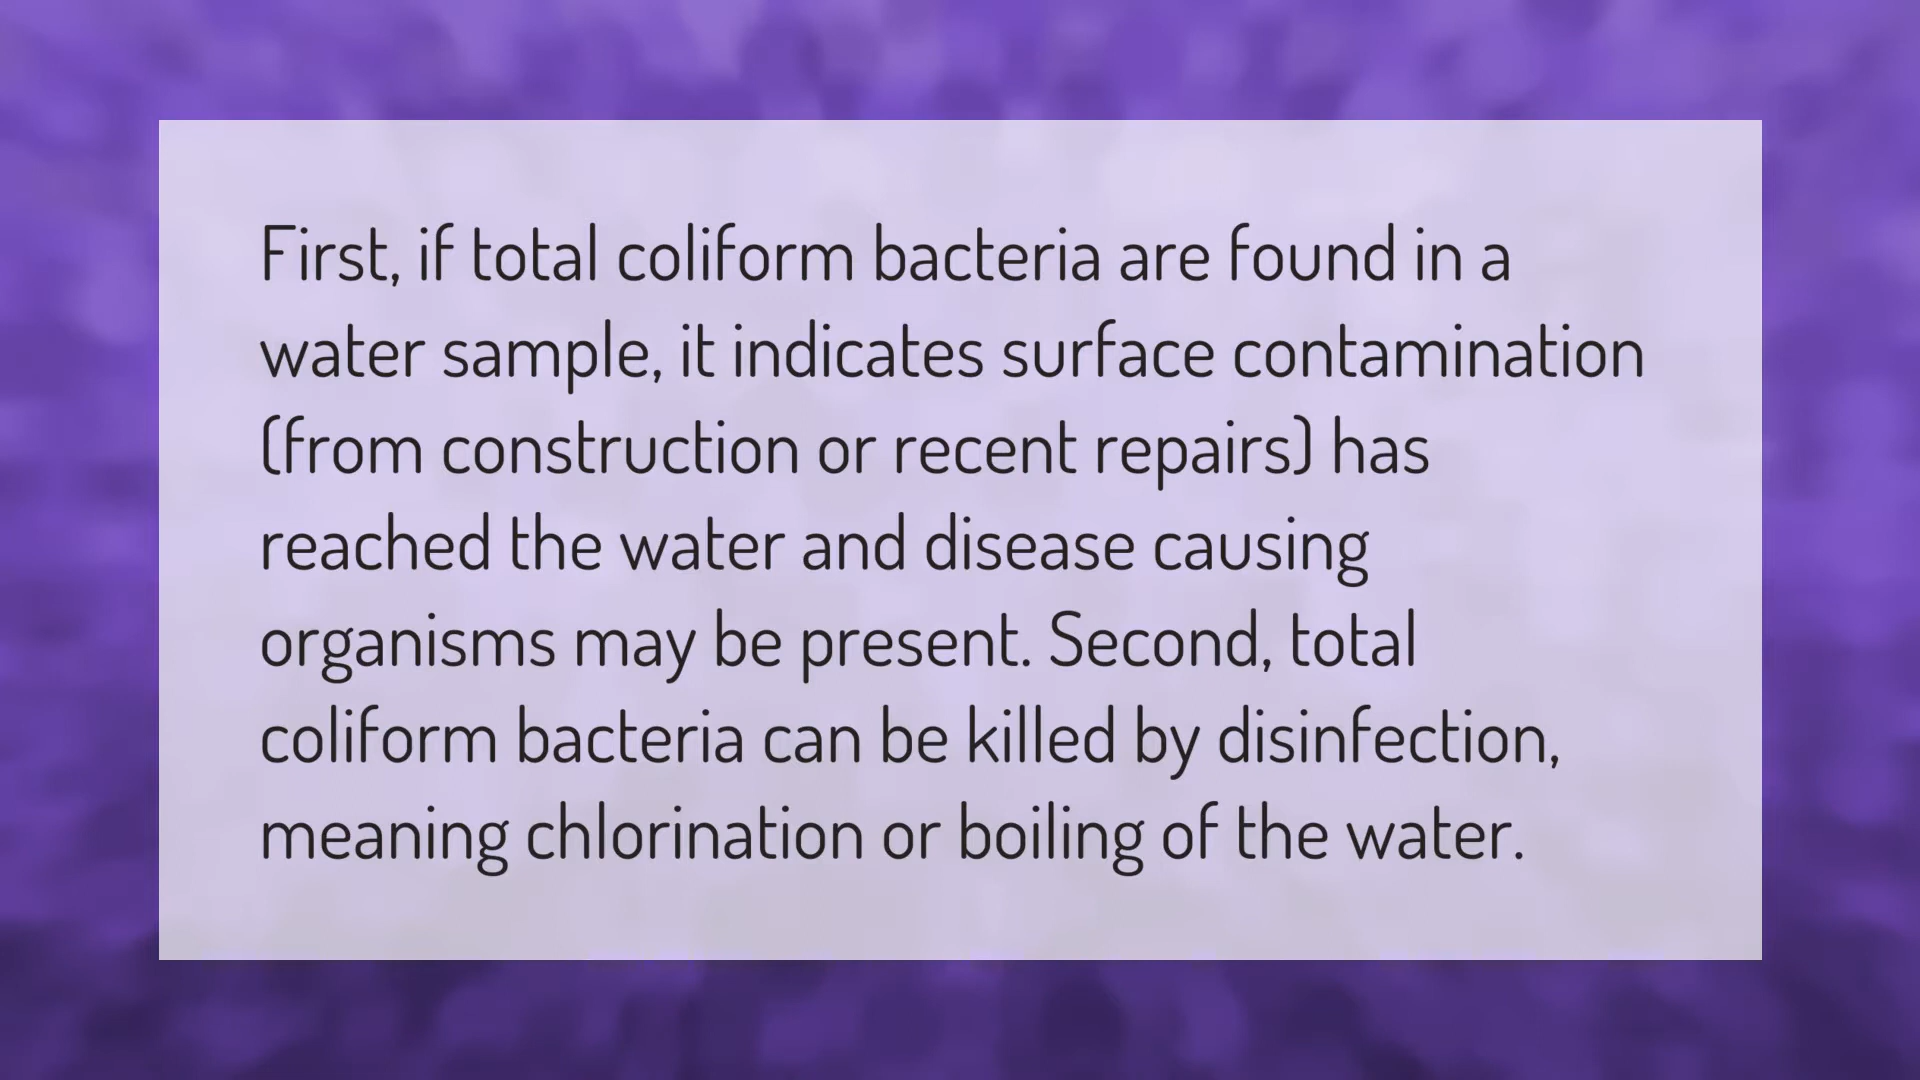 First, if total coliform bacteria are found in a
water sample, it indicates surface contamination
(from construction or recent repairs) has
reached the water and disease causing
organisms may be present. Second, total
coliform bacteria can be killed by disinfection,
meaning chlorination or boiling of the water.